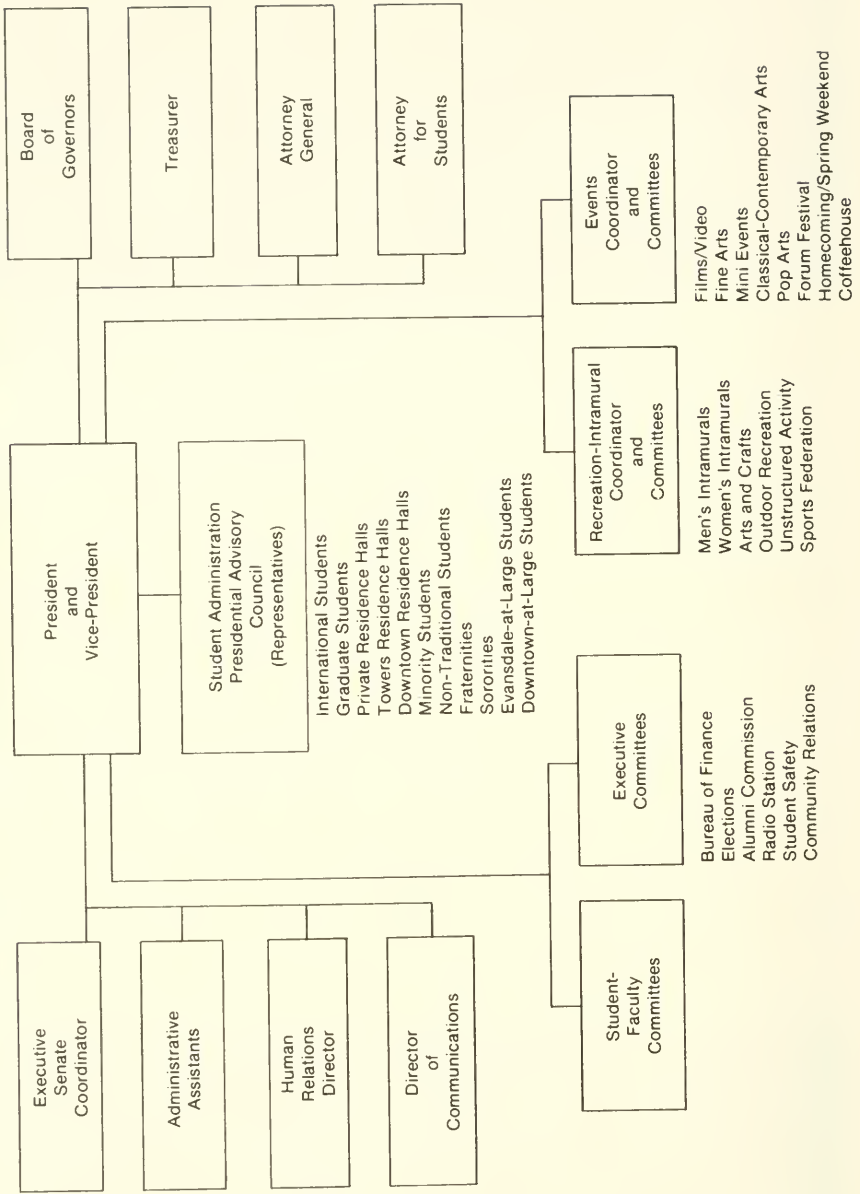 President
and
Vice-President
Executive
Senate
Coordinator
Administrative
Assistants
Human
Relations
Director
Director
of
Communications
Board
of
Governors
Treasurer
Attorney
General
Attorney
for
Students
Student Administration
Presidential Advisory
Council
(Representatives)
International Students
Graduate Students
Private Residence Halls
Towers Residence Halls
Downtown Residence Halls
Minority Students
Non-Traditional Students
Fraternities
Sororities
Evansdale-at-Large Students
Downtown-at-Large Students
Student-
Faculty
Committees
Executive
Committees
Bureau of Finance
Elections
Alumni Commission
Radio Station
Student Safety
Community Relations
Recreation-Intramural
Coordinator
and
Committees
Men's Intramurals
Women's Intramurals
Arts and Crafts
Outdoor Recreation
Unstructured Activity
Sports Federation
Events
Coordinator
and
Committees
Films/Video
Fine Arts
Mini Events
Classical-Contemporary Arts
Pop Arts
Forum Festival
Homecoming/Spring Weekend
Coffeehouse